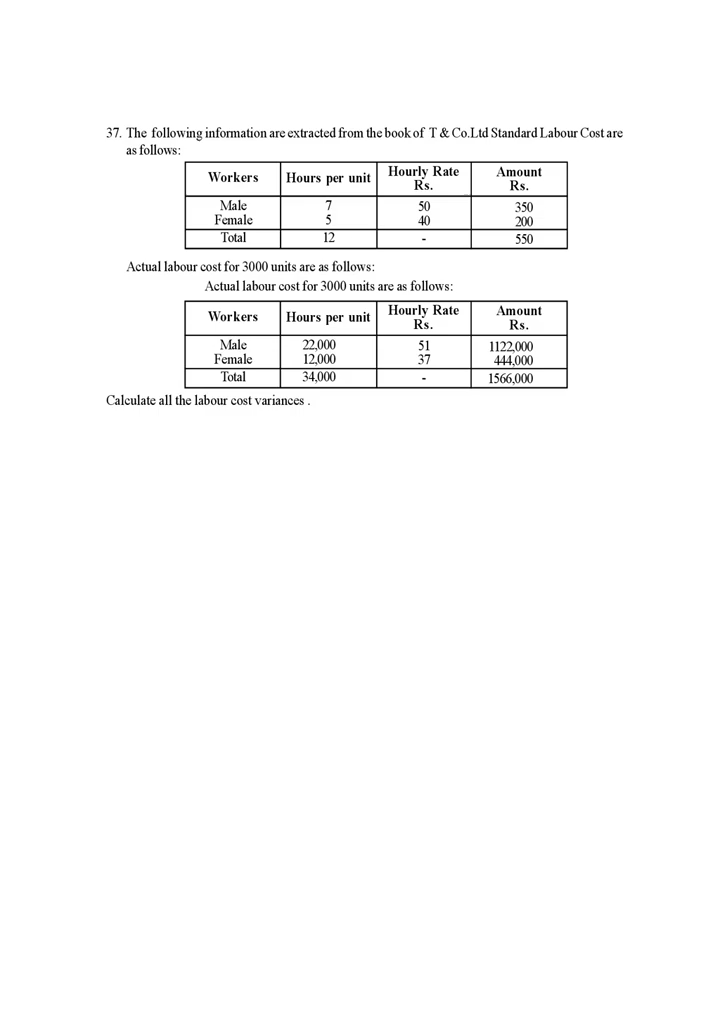 37. The following information are extracted from the book of T & Co.Ltd Standard Labour Cost are
as follows:
Workers Hours per unit Hourly Rate Rs. Amount Rs.
Male 7 50 350
Female 5 40 200
Total 12 - 550
Actual labour cost for 3000 units are as follows:
Actual labour cost for 3000 units are as follows:
Workers Hours per unit Hourly Rate Rs. Amount Rs.
Male 22,000 51 1122,000
Female 12,000 37 444,000
Total 34,000 - 1566,000
Calculate all the labour cost variances .